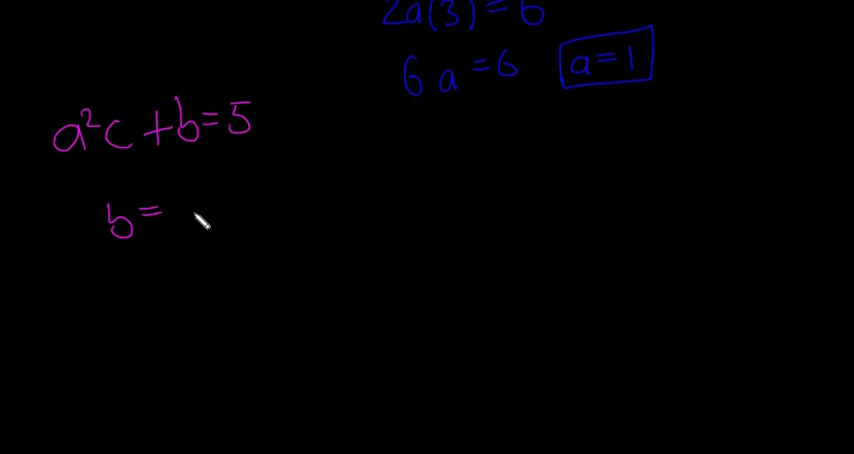 2a(3) = 6
6a = 6 a = 1
a²c + b = 5
b =